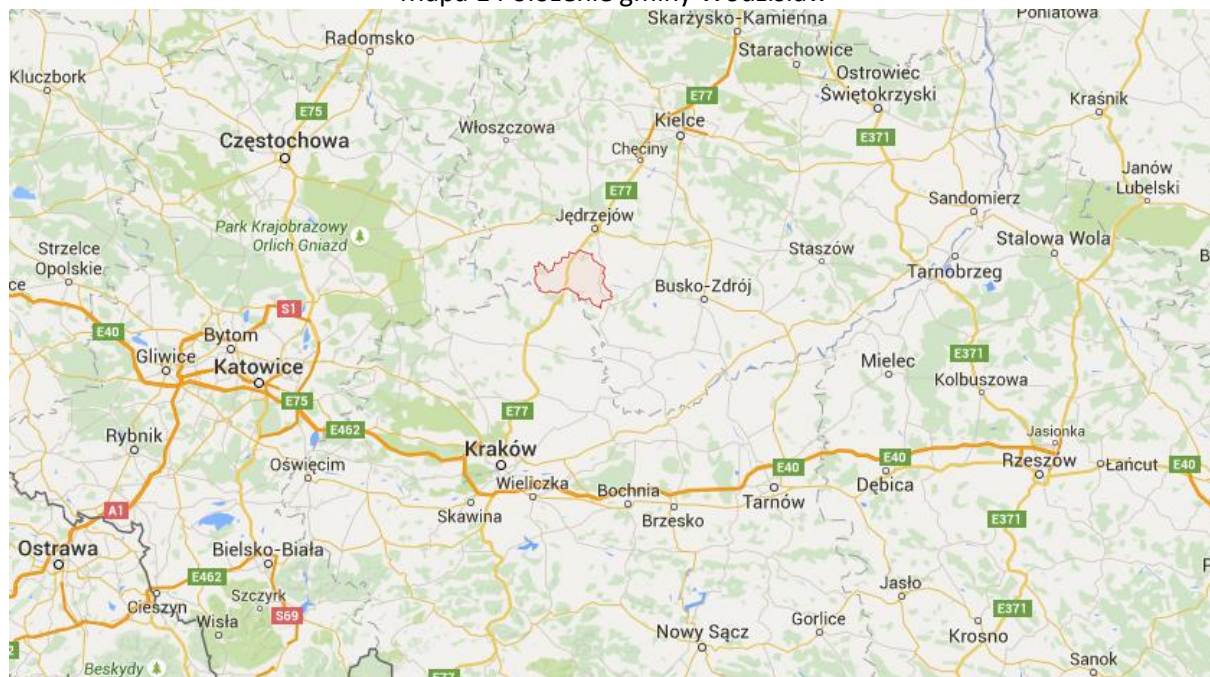 Skarżysko-Kamienna
Poniatowa
Radomsko
Starachowice
Kluczbork
Ostrowiec
Świętokrzyski
E77
Kraśnik
E75
Włoszczowa
Kielce
Częstochowa
E371
Chęciny
Janów
Lubelski
E77
Sandomierz
Jędrzejów
Park Krajobrazowy
Orlich Gniazd
Staszów
Stalowa Wola
Strzelce
Opolskie
Tarnobrzeg
Busko-Zdrój
S1
E40
Bytom
Gliwice
Katowice
E371
Mielec
Kolbuszowa
E75
E77
E462
Rybnik
Jasionka
Kraków
Oświęcim
E40
E40
Rzeszów
Łańcut
E40
Wieliczka
Bochnia
Tarnów
Dębica
Skawina
Brzesko
A1
E371
Ostrawa
Bielsko-Biała
E462
Szczyrk
Jasło
Cieszyn
S69
E371
Wisła
Nowy Sącz
Gorlice
Krosno
Sanok
Beskydy